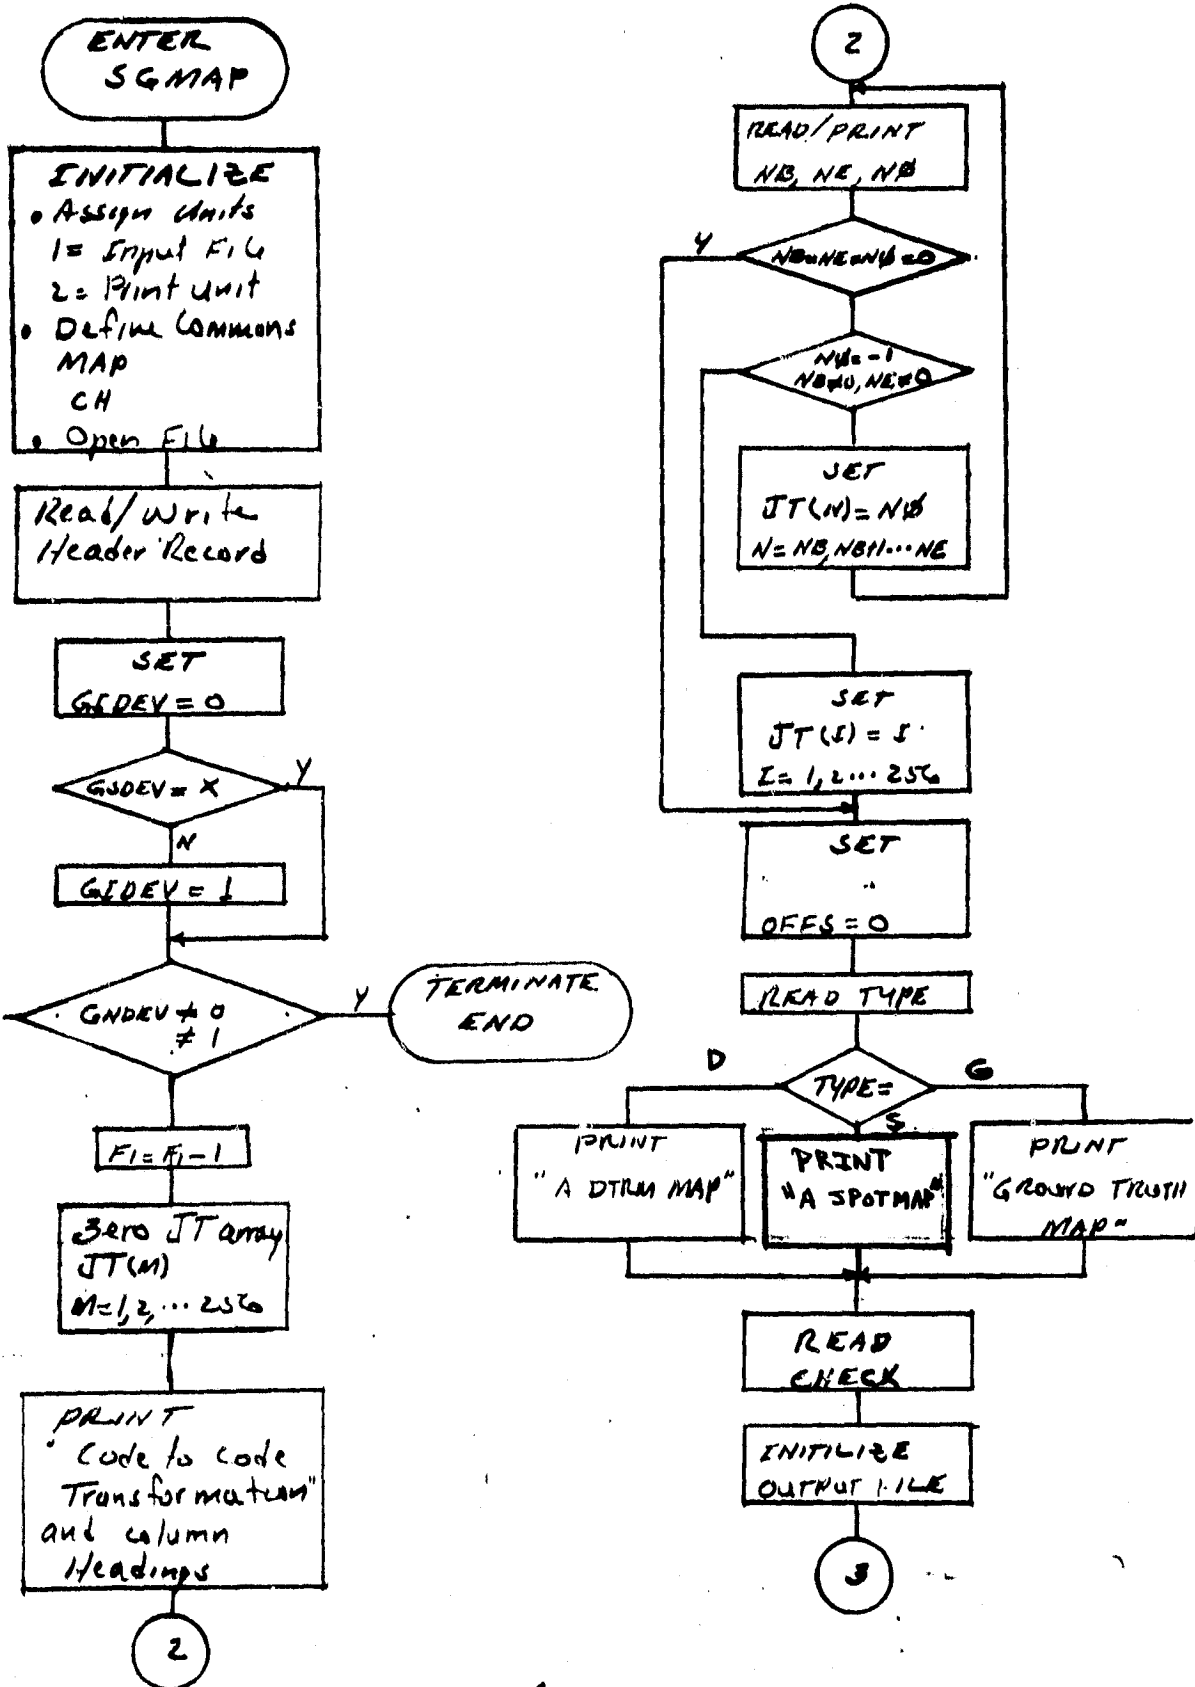 ENTER
SGMAP
INITIALIZE
• Assign Units
1 = Input File
2 = Print Unit
• Define Commons
MAP
CH
• Open File
Read/Write
Header Record
SET
GIDEV = 0
GSDEV = X
Y
N
GIDEV = 1
GNDEV ≠ 0
≠ 1
Y
TERMINATE
END
F1 = F1 - 1
Zero JT array
JT(M)
M = 1, 2, ... 256
PRINT
"Code to code
Transformation"
and column
Headings
2
2
READ/PRINT
NB, NE, NØ
Y
NB=NE=NØ=0
NØ=-1
NB≠0, NE≠0
SET
JT(N) = NØ
N = NB, NB+1...NE
SET
JT(I) = I
I = 1, 2 ... 256
SET
OFFS = 0
READ TYPE
D
TYPE=
G
S
PRINT
"A DTRM MAP"
PRINT
"A SPOTMAP"
PRINT
"GROUND TRUTH
MAP"
READ
CHECK
INITILIZE
OUTPUT FILE
3